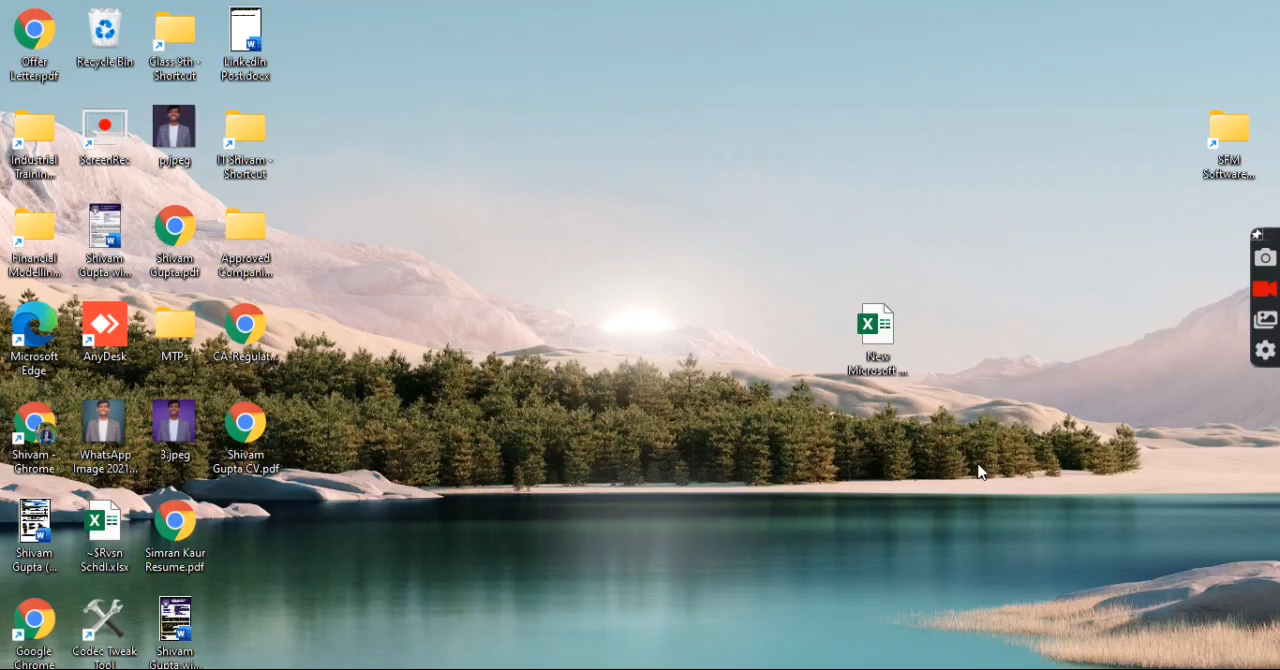 Offer
Letter.pdf
Recycle Bin
Class 9th -
Shortcut
LinkedIn
Post.docx
Industrial
Trainin...
ScreenRec
p.jpeg
IT Shivam -
Shortcut
SFM
Software...
Financial
Modellin...
Shivam
Gupta wi...
Shivam
Gupta.pdf
Approved
Compani...
Microsoft
Edge
AnyDesk
MTPs
CA-Regulat...
New
Microsoft ...
Shivam -
Chrome
WhatsApp
Image 2021...
3.jpeg
Shivam
Gupta CV.pdf
Shivam
Gupta (...
~$Rvsn
Schdl.xlsx
Simran Kaur
Resume.pdf
Google
Chrome
Codec Tweak
Tool
Shivam
Gupta wi...